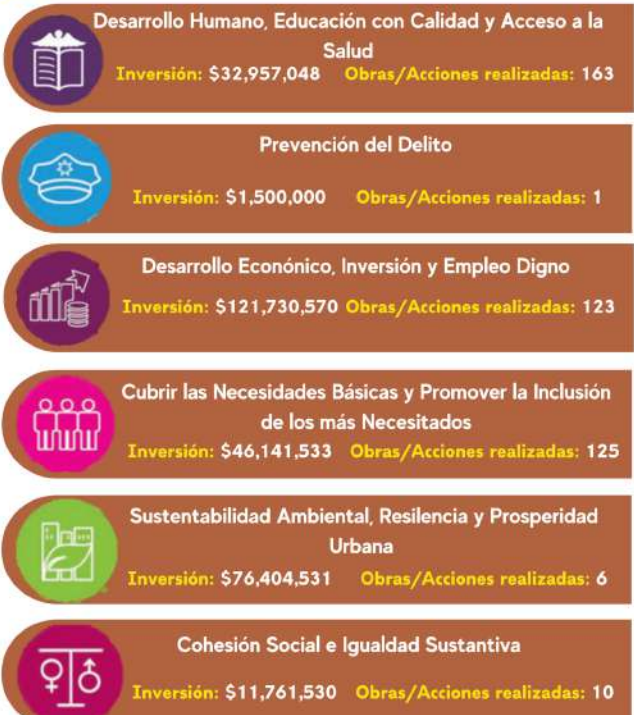 Desarrollo Humano, Educación con Calidad y Acceso a la
Salud
Inversión: $32,957,048 Obras/Acciones realizadas: 163
Prevención del Delito
Inversión: $1,500,000 Obras/Acciones realizadas: 1
Desarrollo Econónico, Inversión y Empleo Digno
Inversión: $121,730,570 Obras/Acciones realizadas: 123
Cubrir las Necesidades Básicas y Promover la Inclusión
de los más Necesitados
Inversión: $46,141,533 Obras/Acciones realizadas: 125
Sustentabilidad Ambiental, Resilencia y Prosperidad
Urbana
Inversión: $76,404,531 Obras/Acciones realizadas: 6
Cohesión Social e Igualdad Sustantiva
Inversión: $11,761,530 Obras/Acciones realizadas: 10